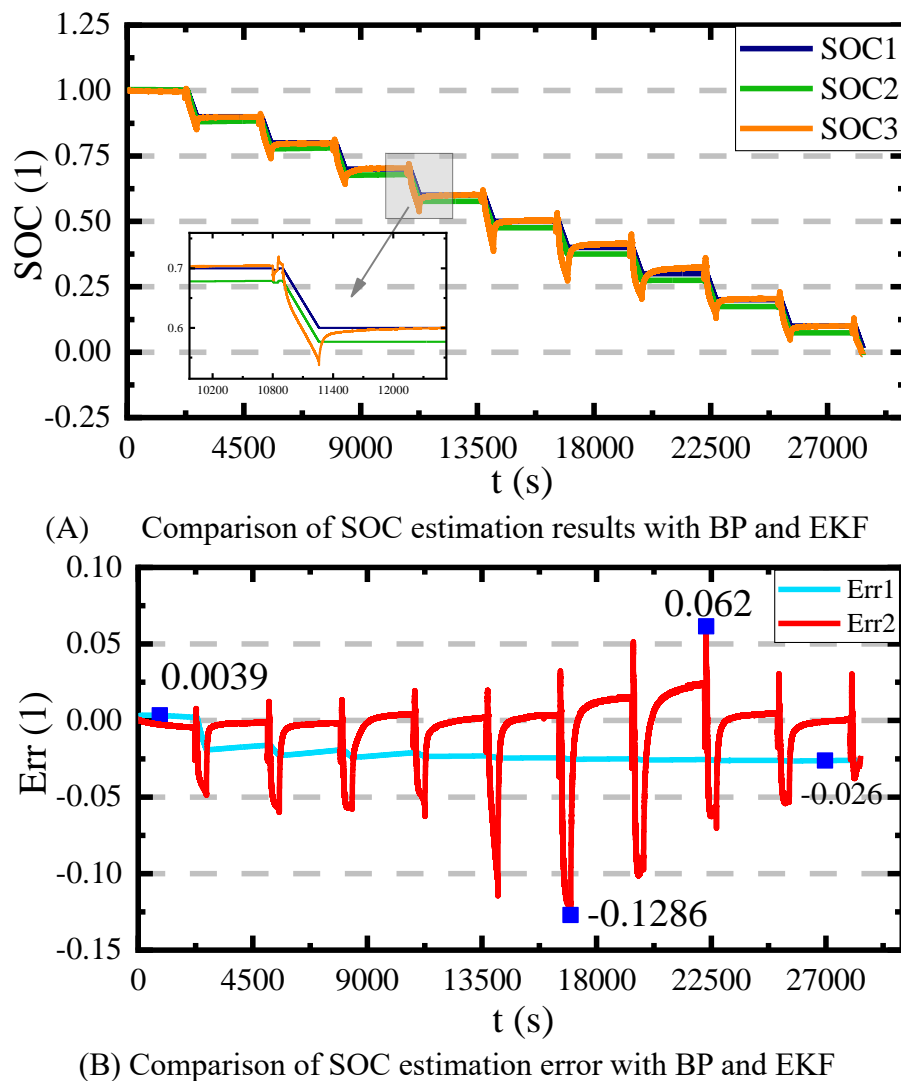 1.25
1.00
0.75
0.50
0.25
0.00
-0.25
SOC (1)
SOC1
SOC2
SOC3
0.7
0.6
10200 10800 11400 12000
0 4500 9000 13500 18000 22500 27000
t (s)
(A) Comparison of SOC estimation results with BP and EKF
0.10
0.05
0.00
-0.05
-0.10
-0.15
Err (1)
Err1
Err2
0.0039
0.062
-0.026
-0.1286
0 4500 9000 13500 18000 22500 27000
t (s)
(B) Comparison of SOC estimation error with BP and EKF